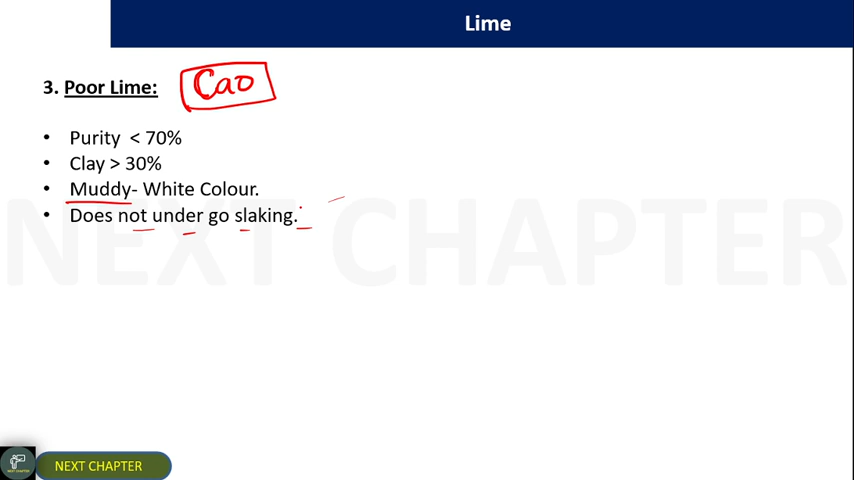 Lime
3. Poor Lime: Cao
• Purity < 70%
• Clay > 30%
• Muddy- White Colour.
• Does not under go slaking.
NEXT CHAPTER
NEXT CHAPTER